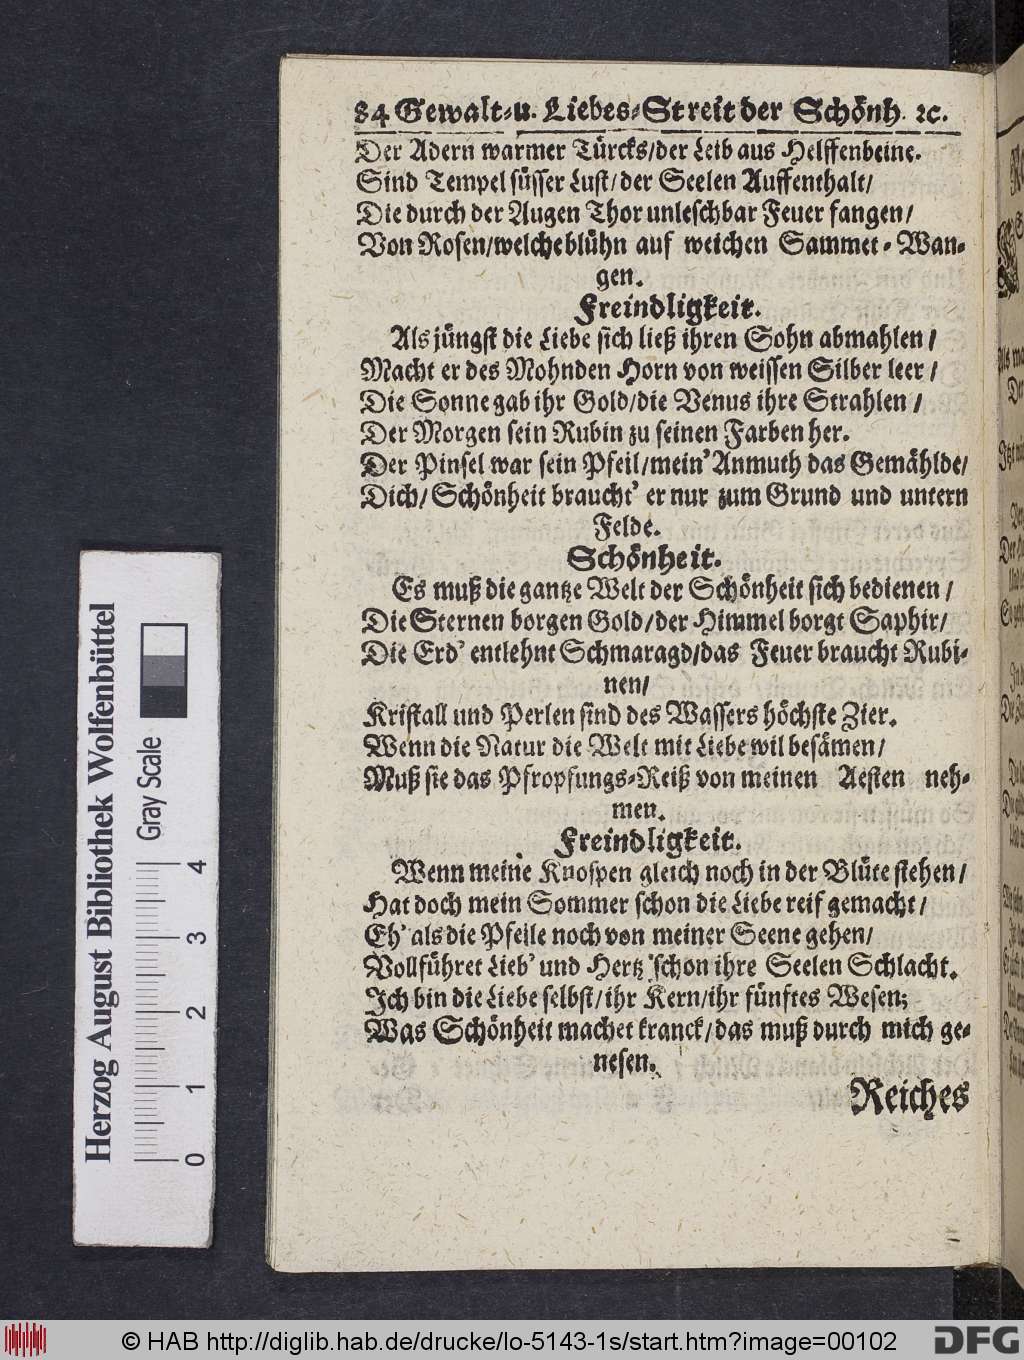 84 Gewalt-u. Liebes-Streit der Schönh. ꝛc.
Der Adern warmer Türcks/der Leib aus Helffenbeine.
Sind Tempel süsser Lust/der Seelen Auffenthalt/
Die durch der Augen Thor unleschbar Feuer fangen/
Von Rosen/welche blühn auf weichen Sammet-Wan-
gen.
Freindligkeit.
Als jüngst die Liebe sich ließ ihren Sohn abmahlen/
Macht er des Mohnden Horn von weissen Silber leer/
Die Sonne gab ihr Gold/die Venus ihre Strahlen/
Der Morgen sein Rubin zu seinen Farben her.
Der Pinsel war sein Pfeil/mein' Anmuth das Gemählde/
Dich/Schönheit braucht' er nur zum Grund und untern
Felde.
Schönheit.
Es muß die gantze Welt der Schönheit sich bedienen/
Die Sternen borgen Gold/der Himmel borgt Saphir/
Die Erd' entlehnt Schmaragd/das Feuer braucht Rubi-
nen/
Kristall und Perlen sind des Wassers höchste Zier.
Wenn die Natur die Welt mit Liebe wil besämen/
Muß sie das Pfropfungs-Reiß von meinen Aesten neh-
men.
Freindligkeit.
Wenn meine Knospen gleich noch in der Blüte stehen/
Hat doch mein Sommer schon die Liebe reif gemacht/
Eh' als die Pfeile noch von meiner Seene gehen/
Vollführet Lieb' und Hertz schon ihre Seelen Schlacht.
Ich bin die Liebe selbst/ihr Kern/ihr fünftes Wesen;
Was Schönheit machet kranck/das muß durch mich ge-
nesen.
Reiches
Herzog August Bibliothek Wolfenbüttel
Gray Scale
0 1 2 3 4
© HAB http://diglib.hab.de/drucke/lo-5143-1s/start.htm?image=00102
DFG